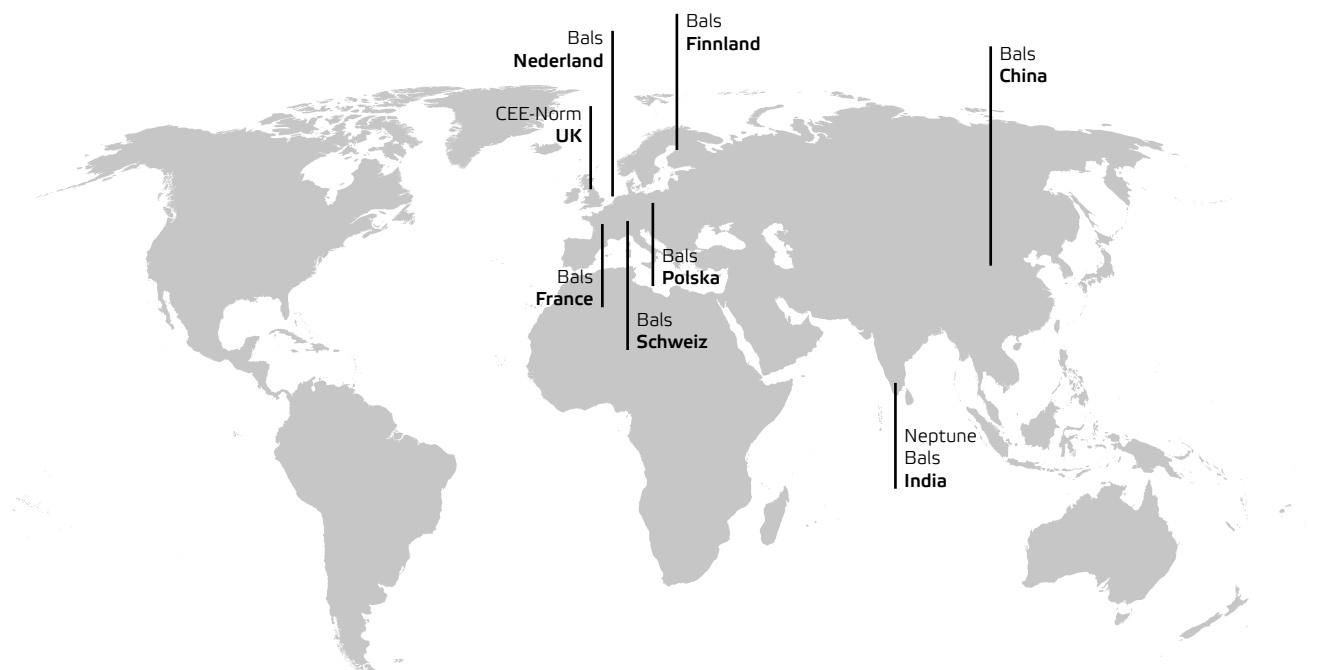 Bals
Finnland
Bals
Nederland
Bals
China
CEE-Norm
UK
Bals
Polska
Bals
France
Bals
Schweiz
Neptune
Bals
India